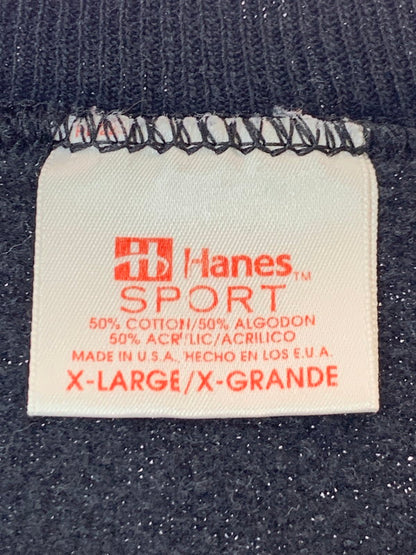 H Hanes™
SPORT
50% COTTON/50% ALGODON
50% ACRYLIC/ACRILICO
MADE IN U.S.A., HECHO EN LOS E.U.A.
X-LARGE/X-GRANDE